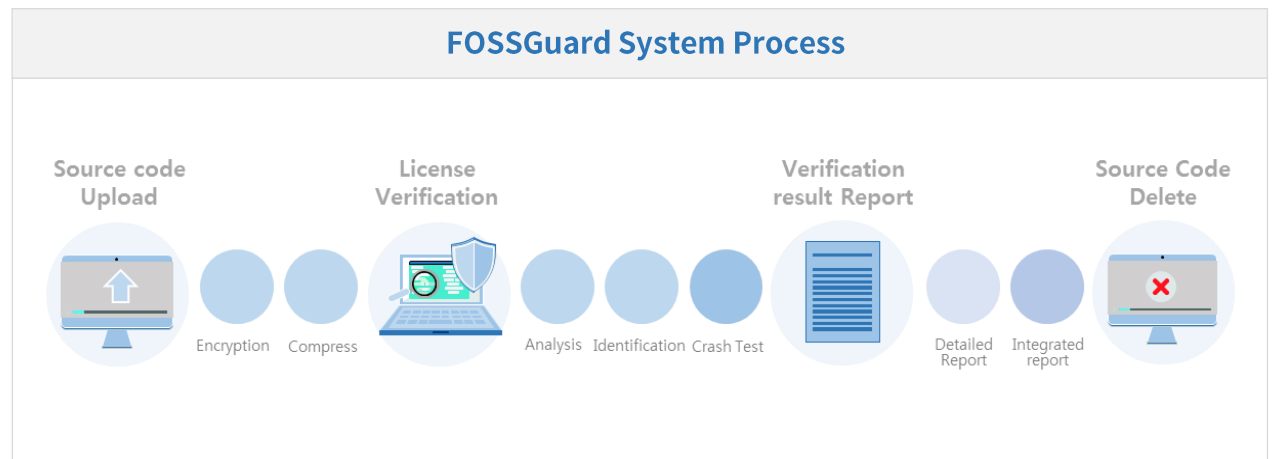 FOSSGuard System Process
Source code
Upload
License
Verification
Verification
result Report
Source Code
Delete
Encryption
Compress
Analysis
Identification
Crash Test
Detailed
Report
Integrated
report